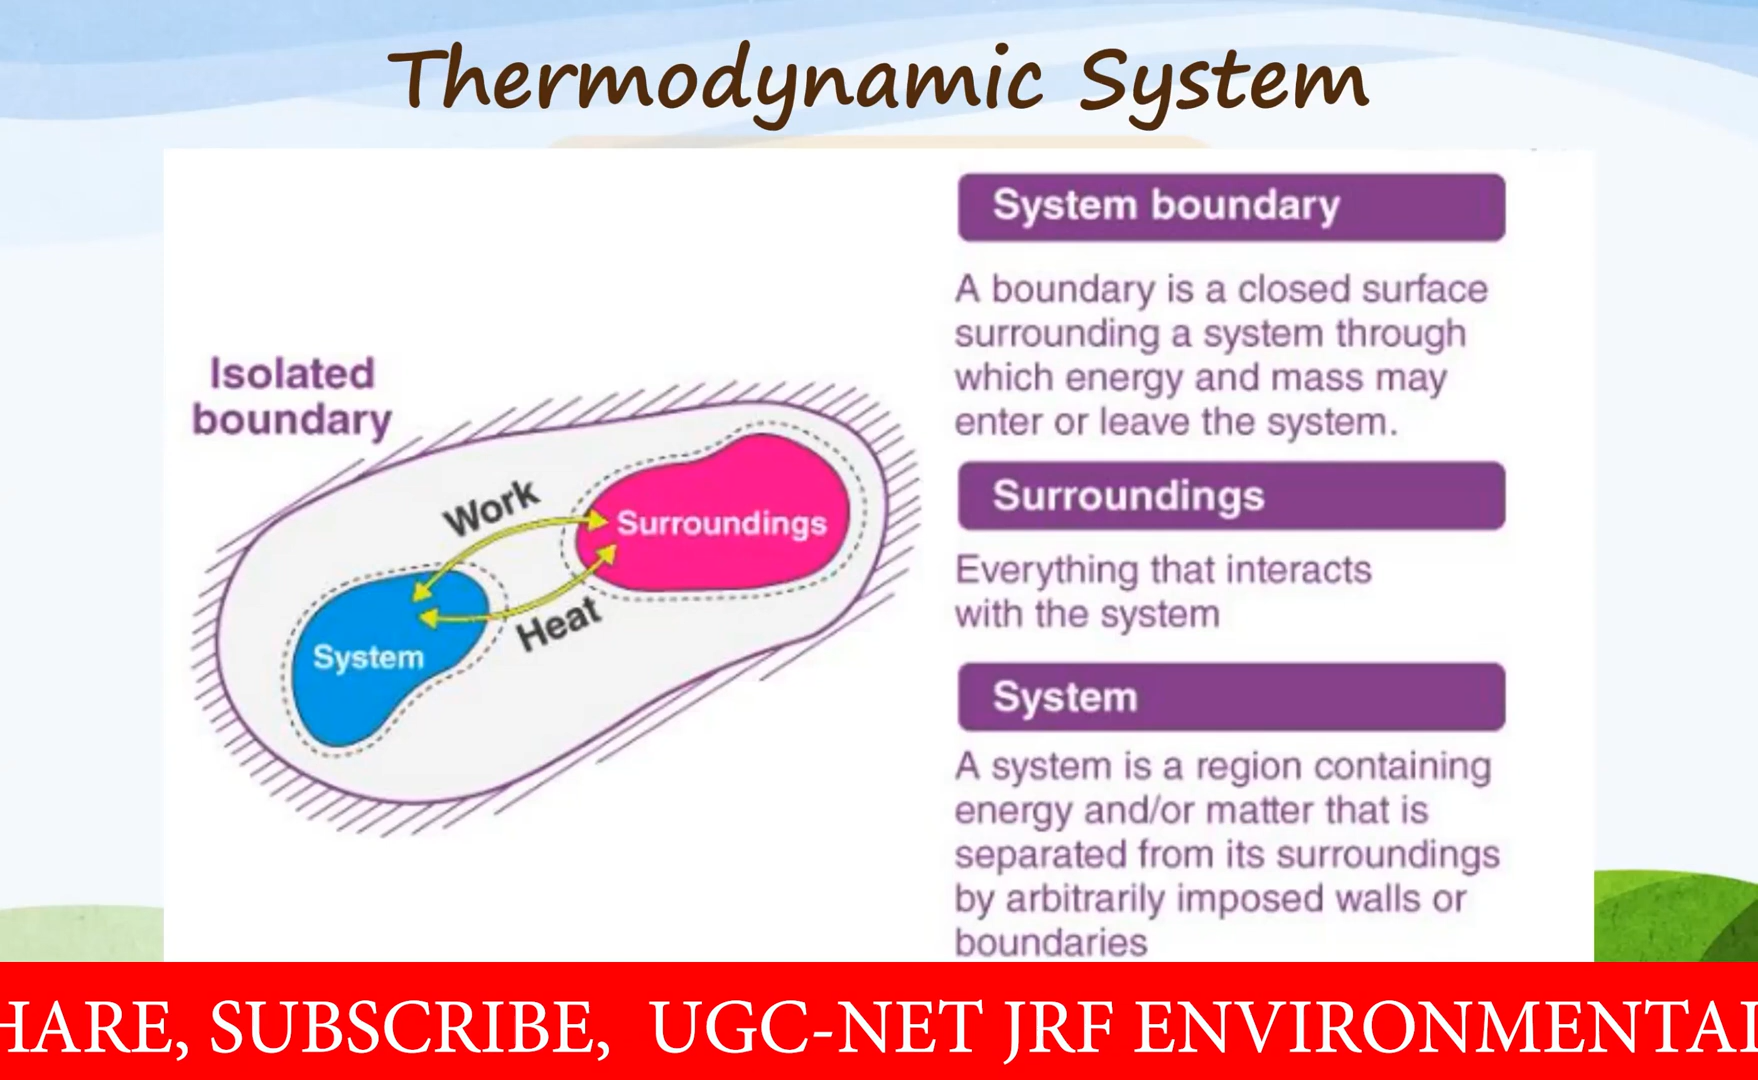 Thermodynamic System
Isolated
boundary
Work
Surroundings
Heat
System
System boundary
A boundary is a closed surface
surrounding a system through
which energy and mass may
enter or leave the system.
Surroundings
Everything that interacts
with the system
System
A system is a region containing
energy and/or matter that is
separated from its surroundings
by arbitrarily imposed walls or
boundaries
HARE, SUBSCRIBE, UGC-NET JRF ENVIRONMENTAL